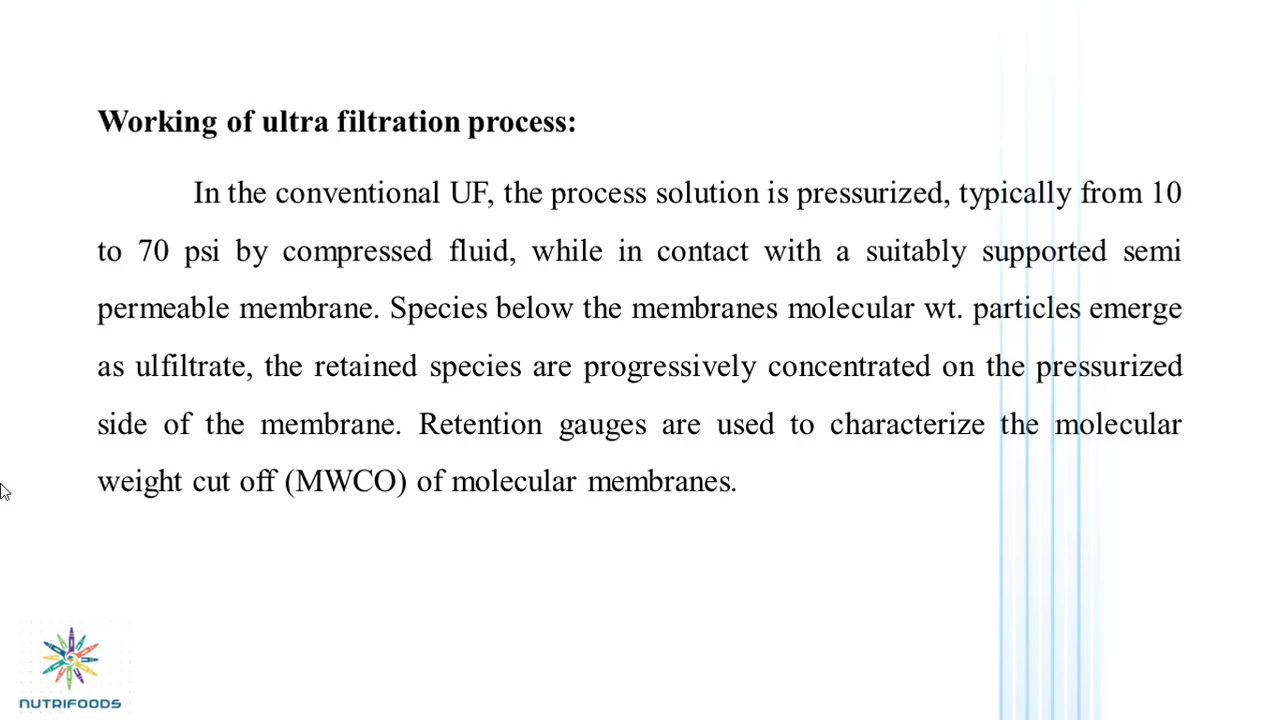 Working of ultra filtration process:
In the conventional UF, the process solution is pressurized, typically from 10
to 70 psi by compressed fluid, while in contact with a suitably supported semi
permeable membrane. Species below the membranes molecular wt. particles emerge
as ulfiltrate, the retained species are progressively concentrated on the pressurized
side of the membrane. Retention gauges are used to characterize the molecular
weight cut off (MWCO) of molecular membranes.
NUTRIFOODS